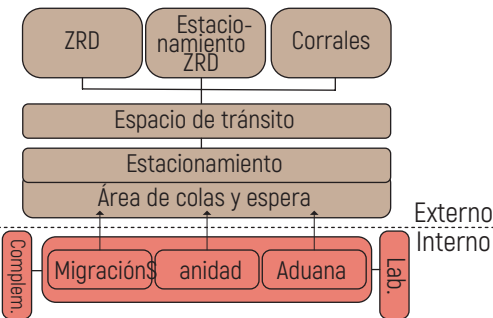 ZRD
Estacio-
namiento
ZRD
Corrales
Espacio de tránsito
Estacionamiento
Área de colas y espera
Externo
Interno
Complem.
Migración
Sanidad
Aduana
Lab.